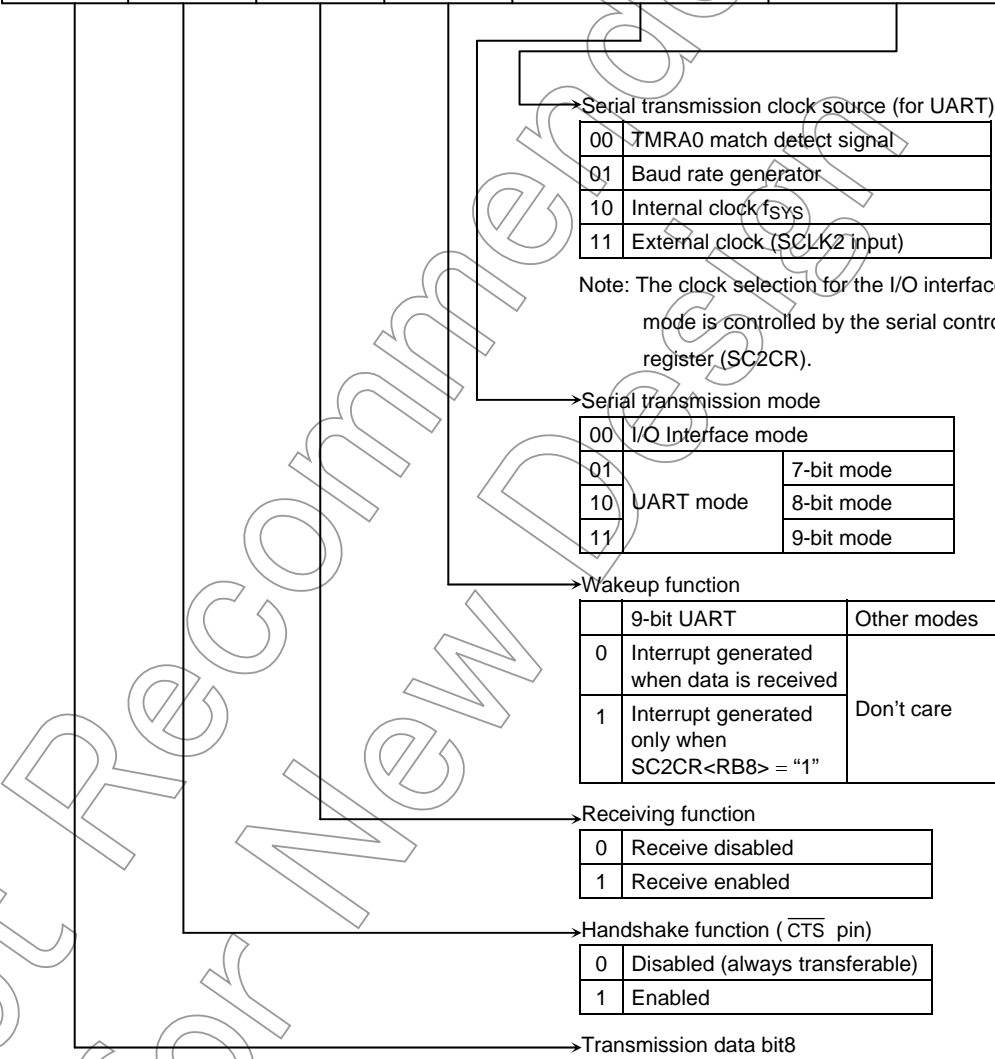 Serial transmission clock source (for UART)
00 TMRA0 match detect signal
01 Baud rate generator
10 Internal clock fSYS
11 External clock (SCLK2 input)
Note: The clock selection for the I/O interface
mode is controlled by the serial contro
register (SC2CR).
Serial transmission mode
00 I/O Interface mode
01 7-bit mode
10 UART mode 8-bit mode
11 9-bit mode
Wakeup function
9-bit UART Other modes
0 Interrupt generated
when data is received
1 Interrupt generated Don't care
only when
SC2CR<RB8> = “1”
Receiving function
0 Receive disabled
1 Receive enabled
Handshake function ( CTS pin)
0 Disabled (always transferable)
1 Enabled
Transmission data bit8